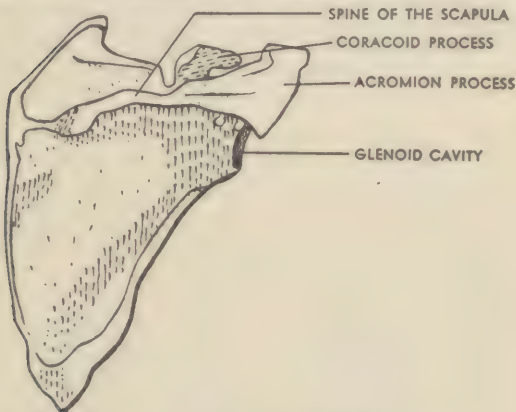 SPINE OF THE SCAPULA
CORACOID PROCESS
ACROMION PROCESS
GLENOID CAVITY